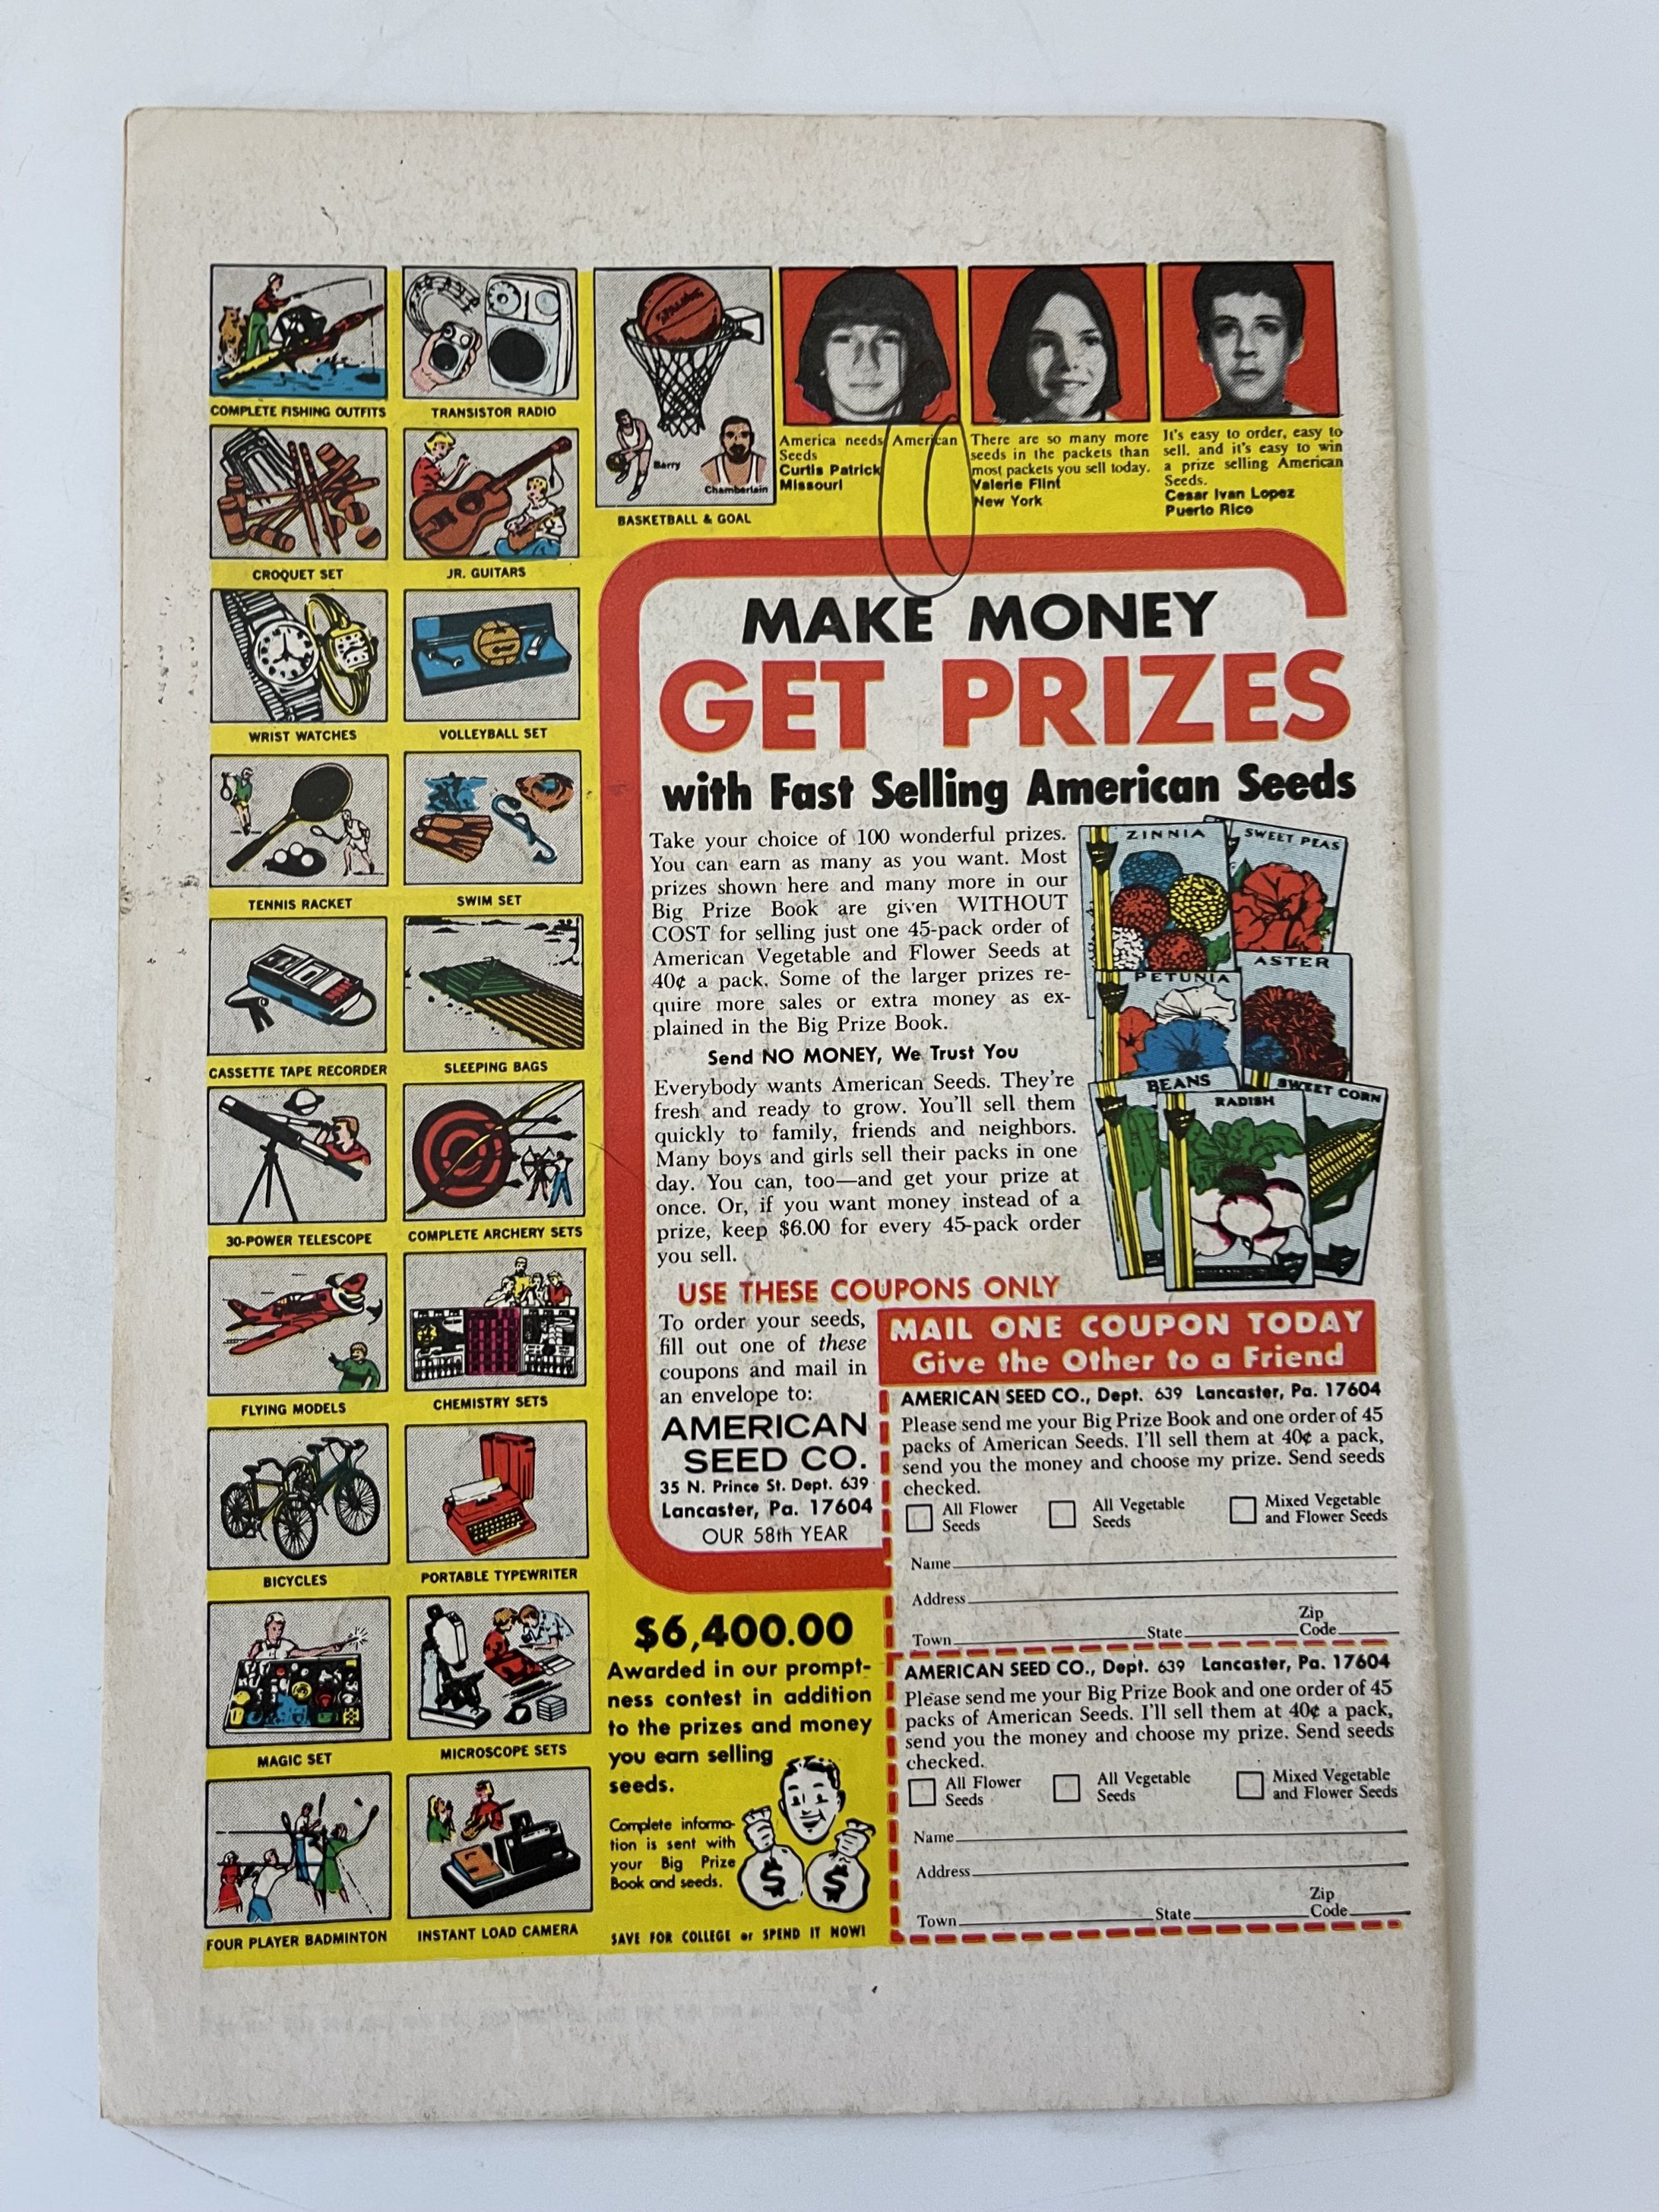 COMPLETE FISHING OUTFITS
TRANSISTOR RADIO
CROQUET SET
JR. GUITARS
WRIST WATCHES
VOLLEYBALL SET
TENNIS RACKET
SWIM SET
CASSETTE TAPE RECORDER
SLEEPING BAGS
30-POWER TELESCOPE
COMPLETE ARCHERY SETS
FLYING MODELS
CHEMISTRY SETS
BICYCLES
PORTABLE TYPEWRITER
MAGIC SET
MICROSCOPE SETS
FOUR PLAYER BADMINTON
INSTANT LOAD CAMERA
SPALDING
Barry
Chamberlain
BASKETBALL & GOAL
America needs American
Seeds
Curtis Patrick
Missouri
There are so many more
seeds in the packets than
most packets you sell today.
Valerie Flint
New York
It's easy to order, easy to
sell, and it's easy to win
a prize selling American
Seeds.
Cesar Ivan Lopez
Puerto Rico
MAKE MONEY
GET PRIZES
with Fast Selling American Seeds
Take your choice of 100 wonderful prizes.
You can earn as many as you want. Most
prizes shown here and many more in our
Big Prize Book are given WITHOUT
COST for selling just one 45-pack order of
American Vegetable and Flower Seeds at
40¢ a pack. Some of the larger prizes re-
quire more sales or extra money as ex-
plained in the Big Prize Book.
Send NO MONEY, We Trust You
Everybody wants American Seeds. They're
fresh and ready to grow. You'll sell them
quickly to family, friends and neighbors.
Many boys and girls sell their packs in one
day. You can, too—and get your prize at
once. Or, if you want money instead of a
prize, keep $6.00 for every 45-pack order
you sell.
ZINNIA
SWEET PEAS
PETUNIA
ASTER
BEANS
RADISH
SWEET CORN
USE THESE COUPONS ONLY
To order your seeds,
fill out one of these
coupons and mail in
an envelope to:
AMERICAN
SEED CO.
35 N. Prince St. Dept. 639
Lancaster, Pa. 17604
OUR 58th YEAR
MAIL ONE COUPON TODAY
Give the Other to a Friend
AMERICAN SEED CO., Dept. 639 Lancaster, Pa. 17604
Please send me your Big Prize Book and one order of 45
packs of American Seeds. I'll sell them at 40¢ a pack,
send you the money and choose my prize. Send seeds
checked.
All Flower Seeds
All Vegetable Seeds
Mixed Vegetable and Flower Seeds
Name
Address
Town State Zip Code
AMERICAN SEED CO., Dept. 639 Lancaster, Pa. 17604
Please send me your Big Prize Book and one order of 45
packs of American Seeds. I'll sell them at 40¢ a pack,
send you the money and choose my prize. Send seeds
checked.
All Flower Seeds
All Vegetable Seeds
Mixed Vegetable and Flower Seeds
Name
Address
Town State Zip Code
$6,400.00
Awarded in our prompt-
ness contest in addition
to the prizes and money
you earn selling
seeds.
Complete informa-
tion is sent with
your Big Prize
Book and seeds.
$ $
SAVE FOR COLLEGE or SPEND IT NOW!